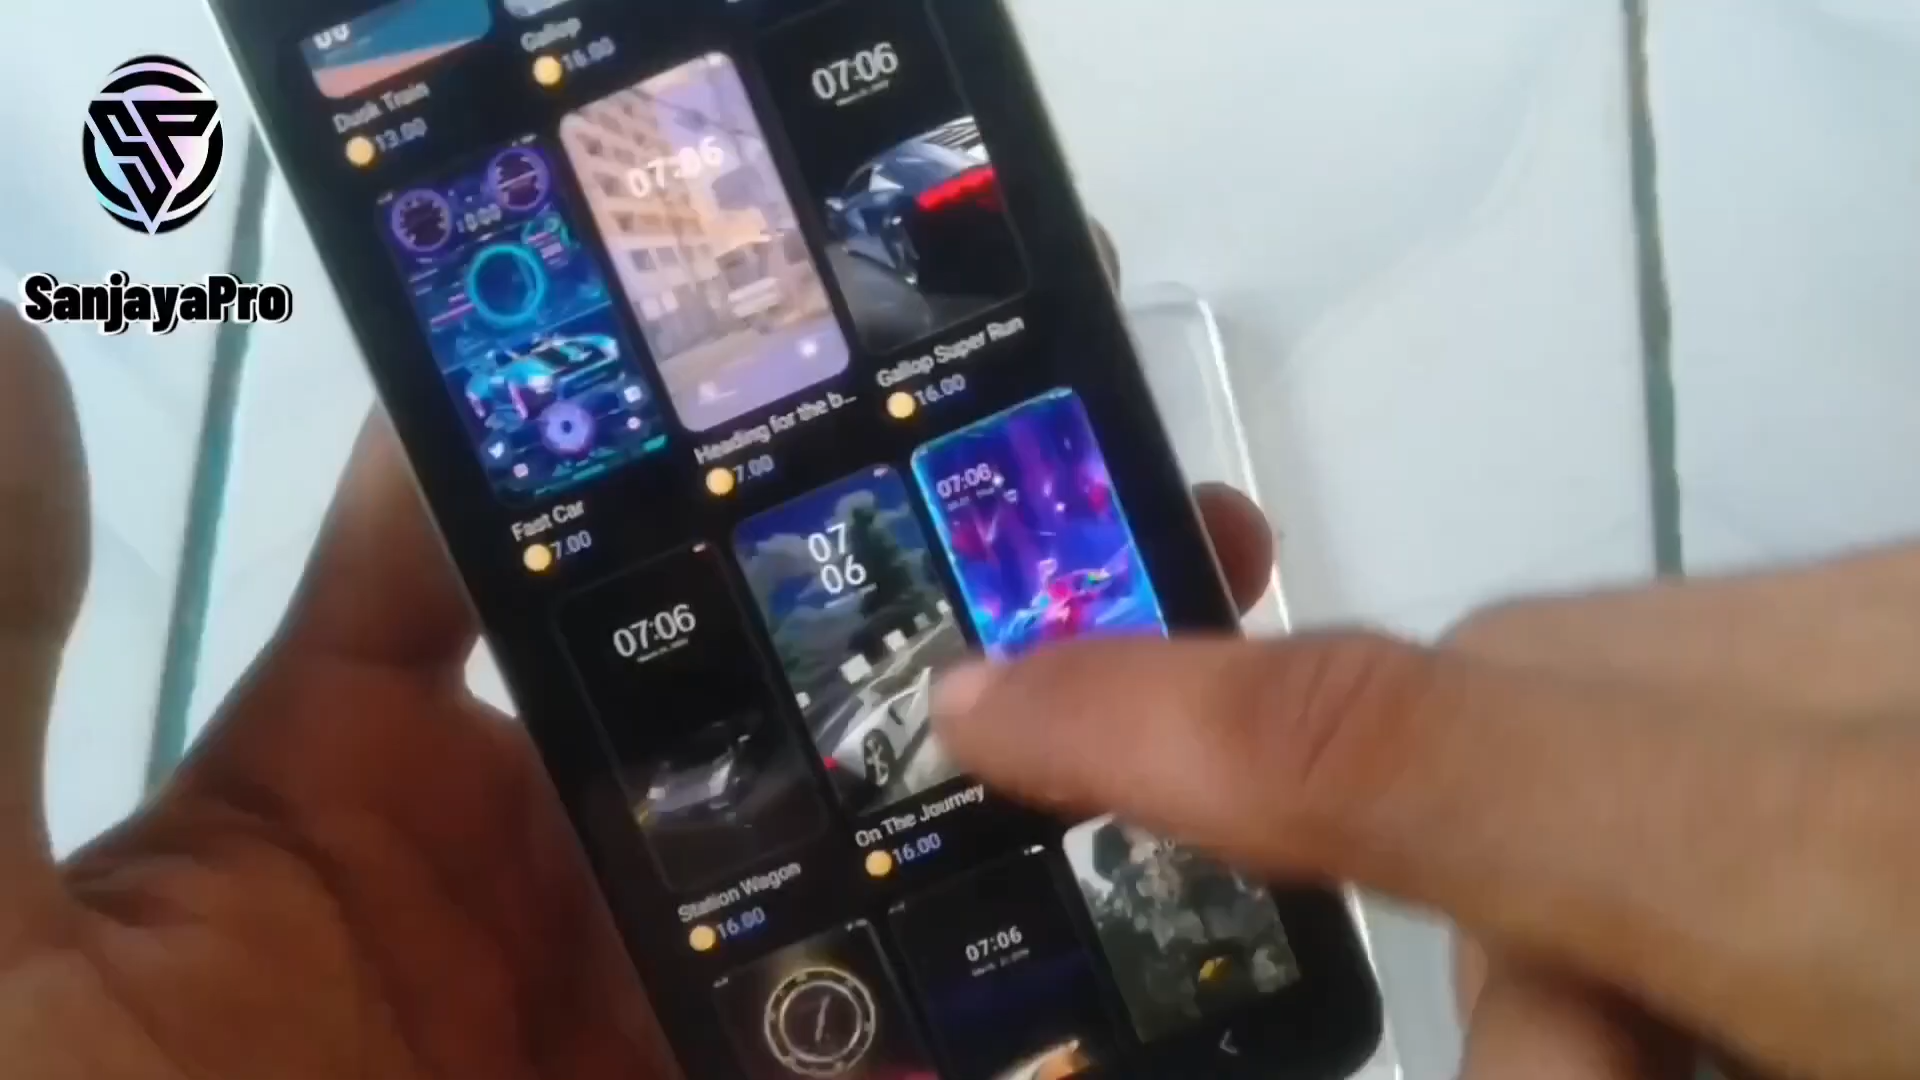 SF
SanjayaPro
Dusk Train
13.00
Gallop
16.00
Fast Car
7.00
07:06
Heading for the b...
7.00
07:06
Gallop Super Run
16.00
07:06
Station Wagon
16.00
07
06
On The Journey
16.00
07:06
07:06